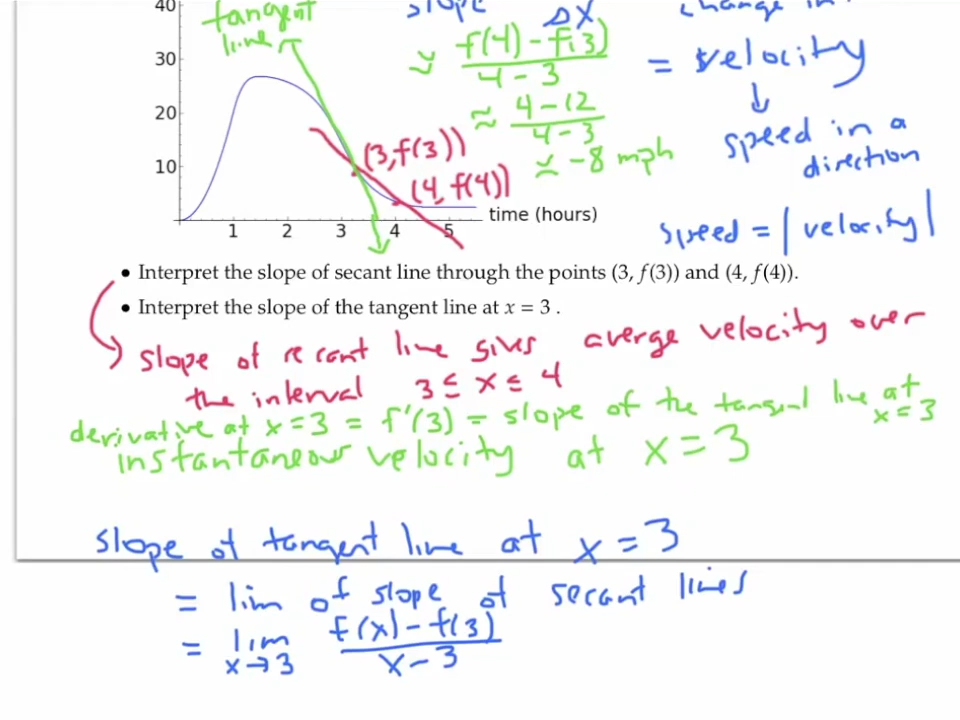 40
tangent
line
slope
Δx
change in
30
≈ f(4) - f(3) / 4 - 3
= velocity
20
≈ 4 - 12 / 4 - 3
speed in a
direction
≈ -8 mph
10
(3, f(3))
(4, f(4))
time (hours)
1 2 3 4 5
speed = | velocity |
• Interpret the slope of secant line through the points (3, f(3)) and (4, f(4)).
• Interpret the slope of the tangent line at x = 3 .
slope of secant line gives averge velocity over
the interval 3 ≤ x ≤ 4
derivative at x = 3 = f'(3) = slope of the tangent line at
x = 3
instantaneous velocity at x = 3
slope of tangent line at x = 3
= lim of slope of secant lines
= lim x→3 f(x) - f(3) / x - 3